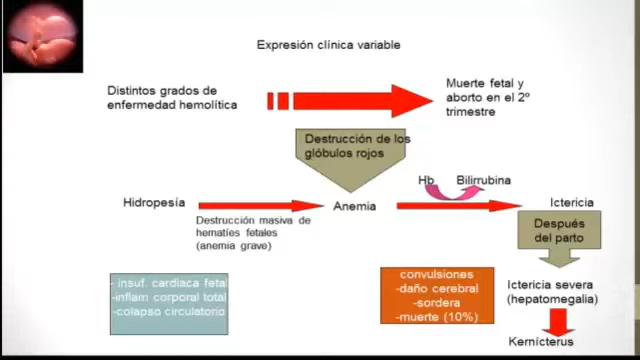 Expresión clínica variable
Distintos grados de
enfermedad hemolítica
Muerte fetal y
aborto en el 2º
trimestre
Destrucción de los
glóbulos rojos
Hb
Bilirrubina
Hidropesía
Anemia
Ictericia
Destrucción masiva de
hematíes fetales
(anemia grave)
Después
del parto
- insuf. cardiaca fetal
-inflam corporal total
-colapso circulatorio
convulsiones
-daño cerebral
-sordera
-muerte (10%)
Ictericia severa
(hepatomegalia)
Kernícterus